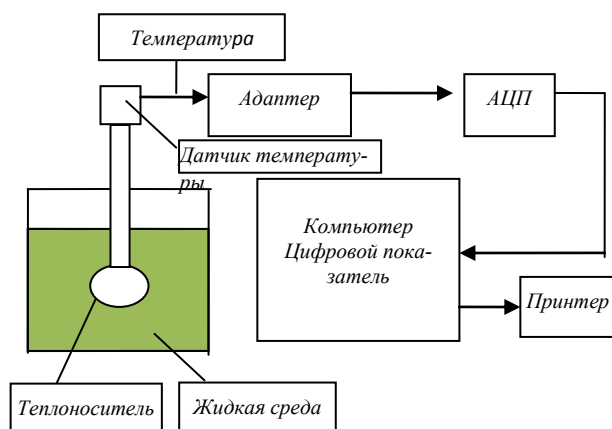 Температура
Адаптер
АЦП
Датчик температу-
ры
Компьютер
Цифровой пока-
затель
Принтер
Теплоноситель
Жидкая среда